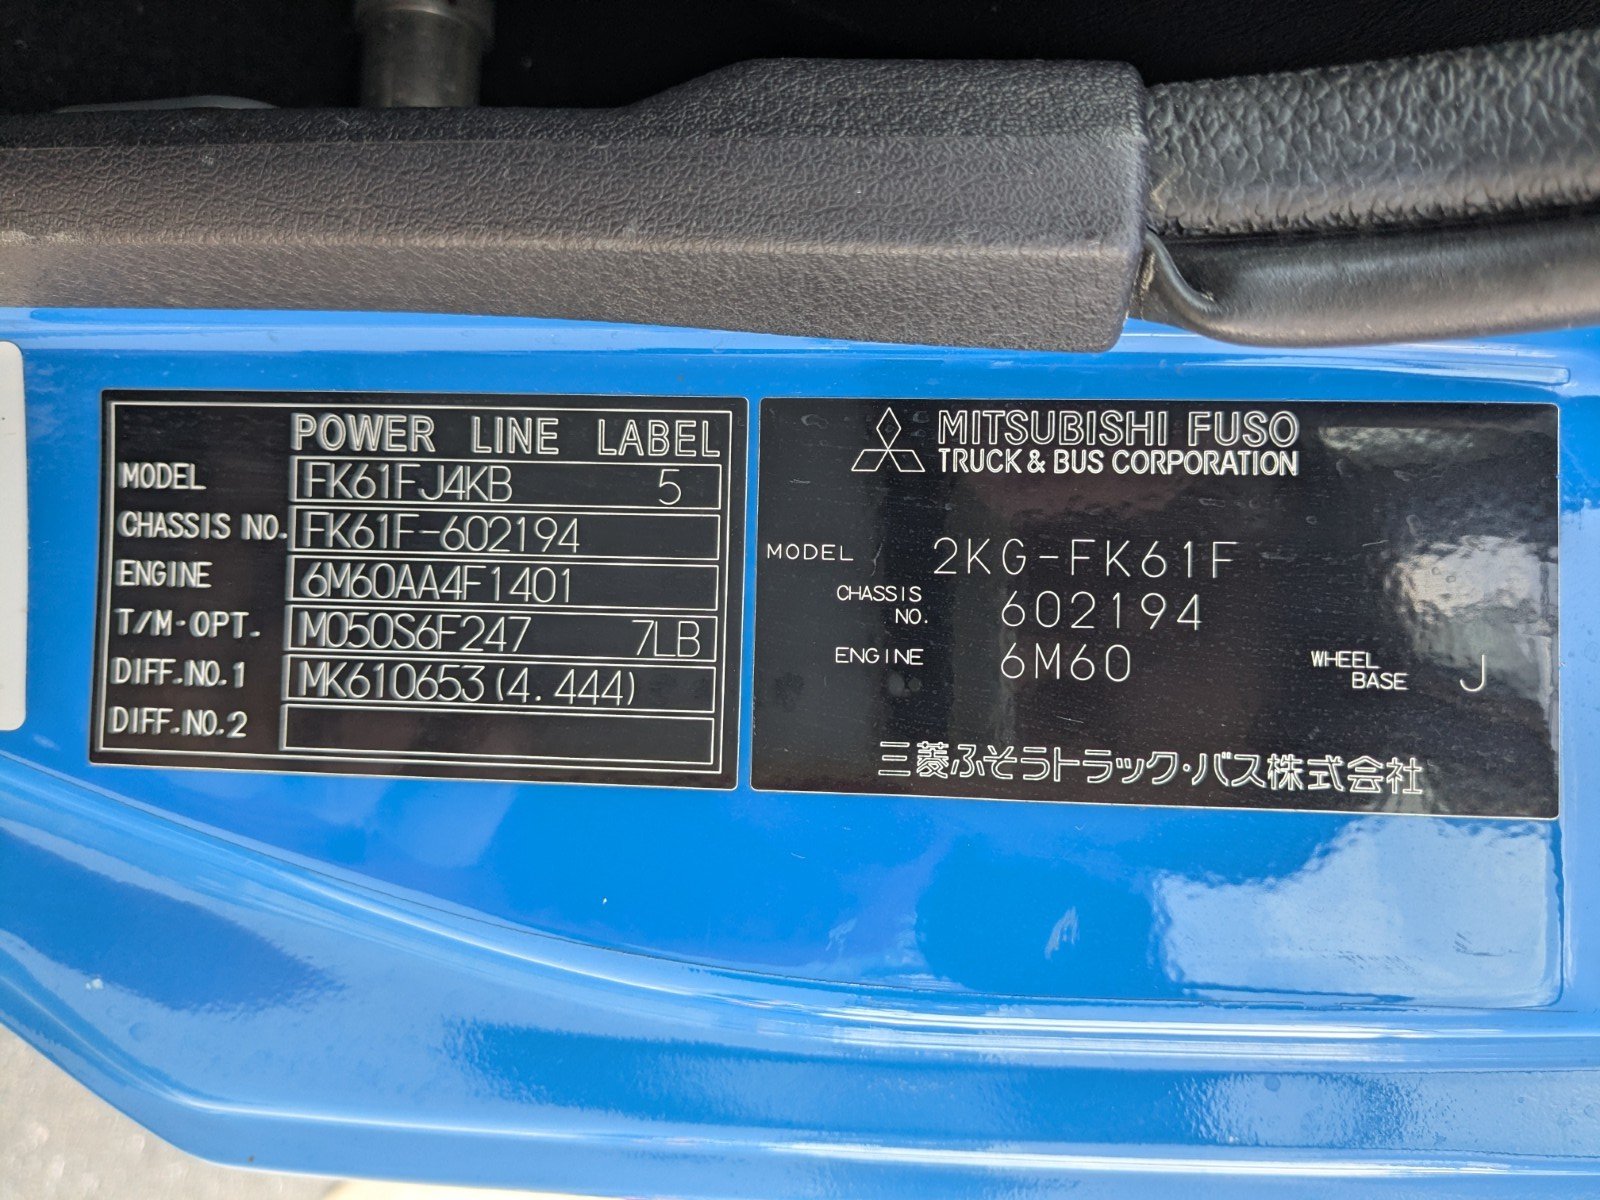 POWER LINE LABEL
MODEL FK61FJ4KB 5
CHASSIS NO. FK61F-602194
ENGINE 6M60AA4F1401
T/M-OPT. M050S6F247 7LB
DIFF.NO.1 MK610653(4.444)
DIFF.NO.2
MITSUBISHI FUSO
TRUCK & BUS CORPORATION
MODEL 2KG-FK61F
CHASSIS
NO. 602194
ENGINE 6M60 WHEEL
BASE J
三菱ふそうトラック・バス株式会社